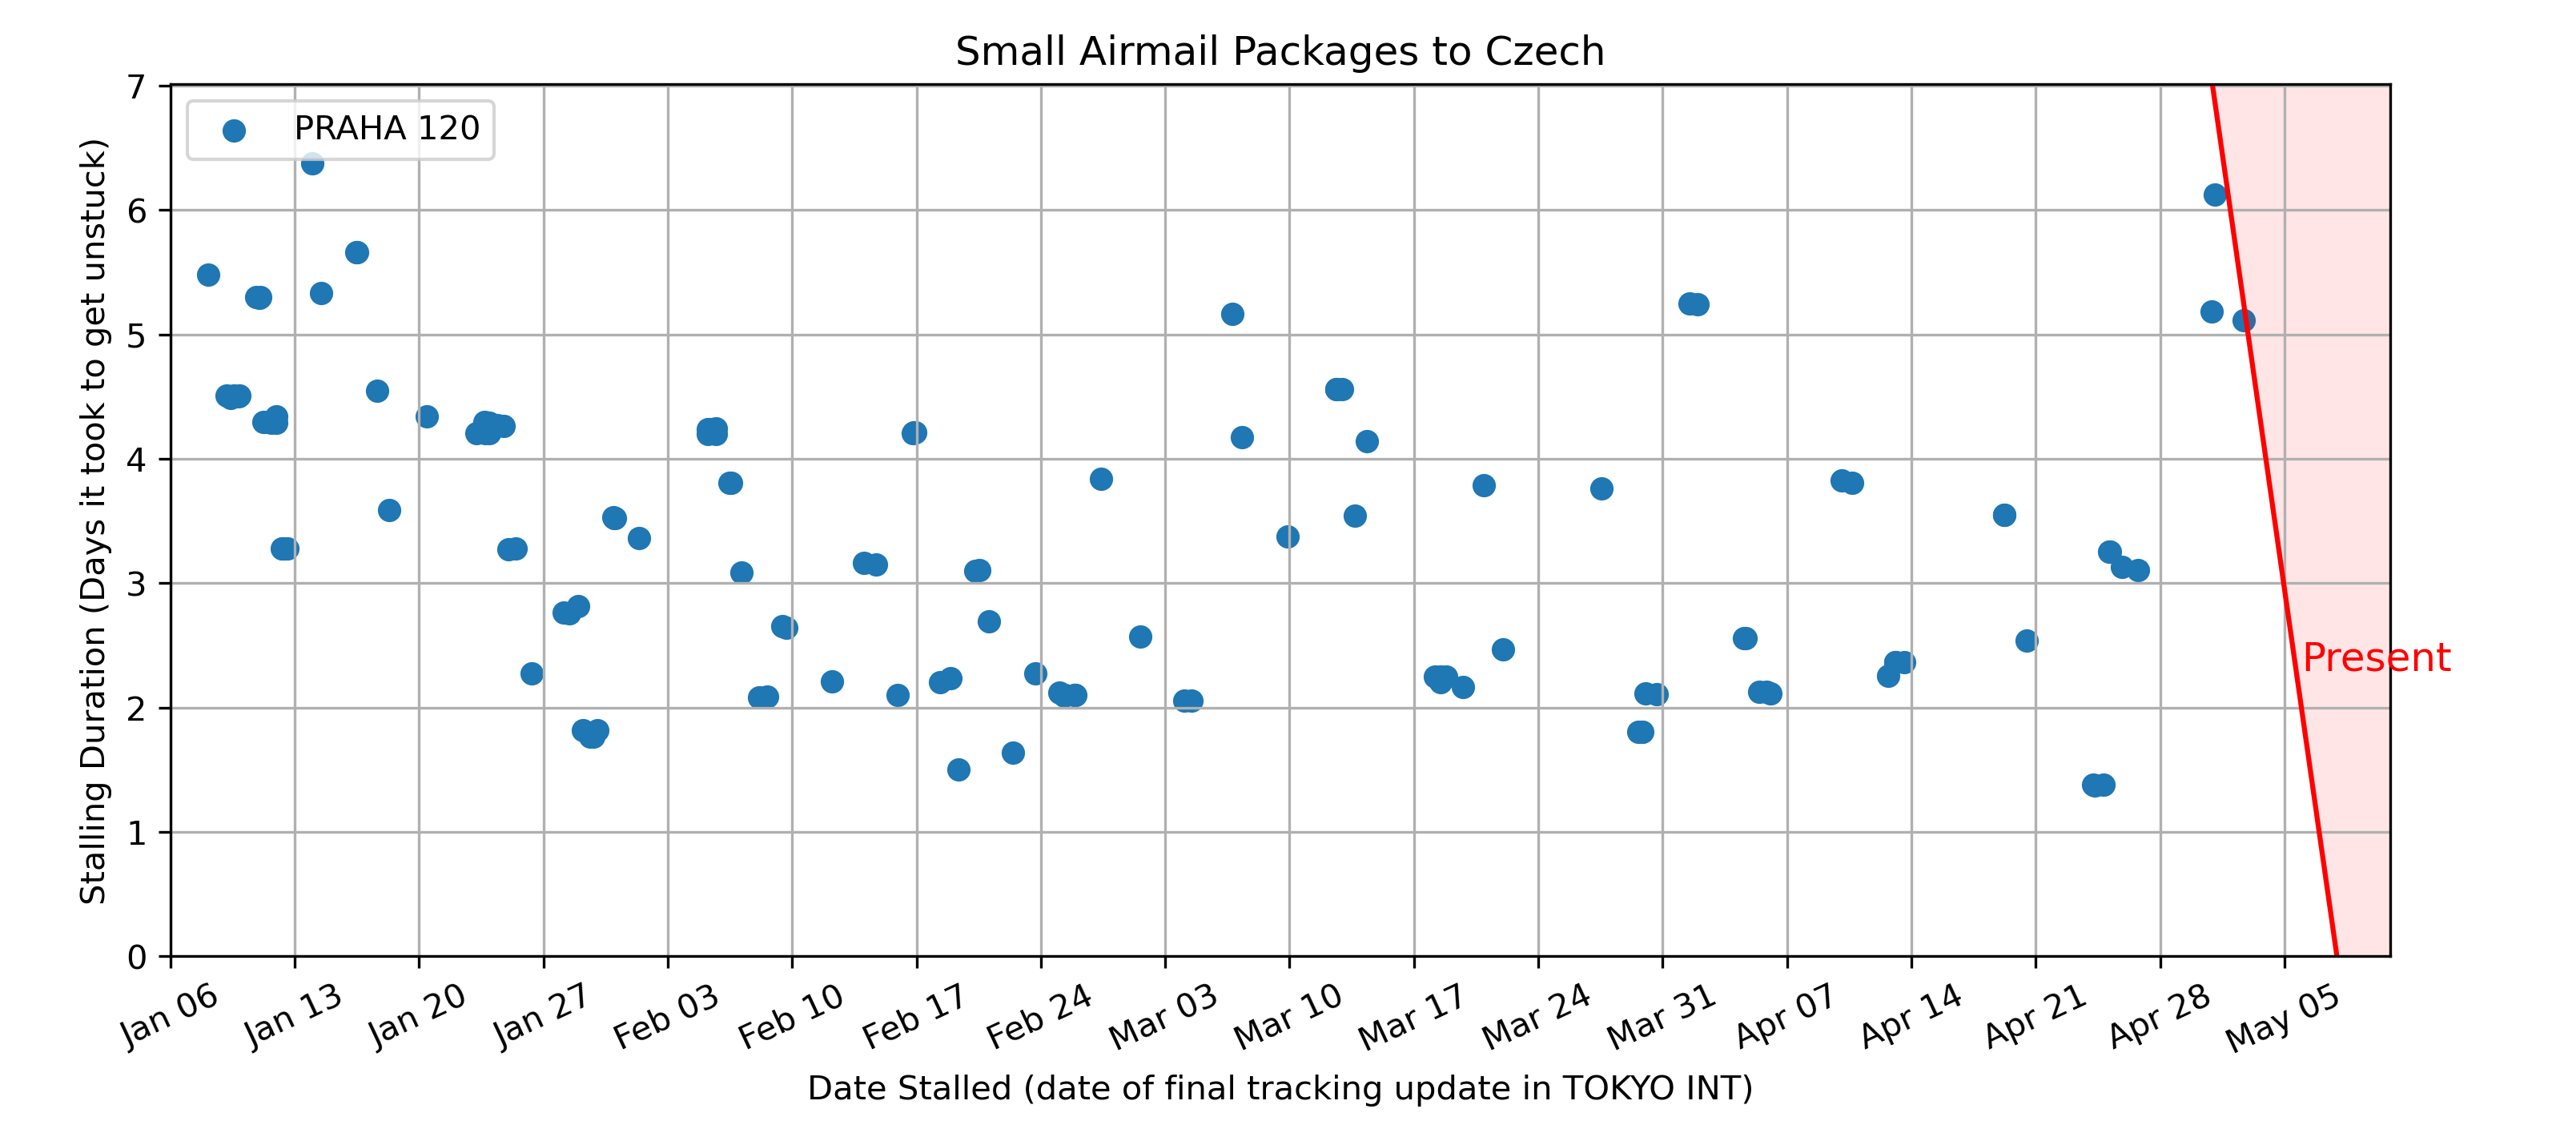 Small Airmail Packages to Czech
PRAHA 120
Stalling Duration (Days it took to get unstuck)
7
6
5
4
3
2
1
0
Present
Jan 06
Jan 13
Jan 20
Jan 27
Feb 03
Feb 10
Feb 17
Feb 24
Mar 03
Mar 10
Mar 17
Mar 24
Mar 31
Apr 07
Apr 14
Apr 21
Apr 28
May 05
Date Stalled (date of final tracking update in TOKYO INT)